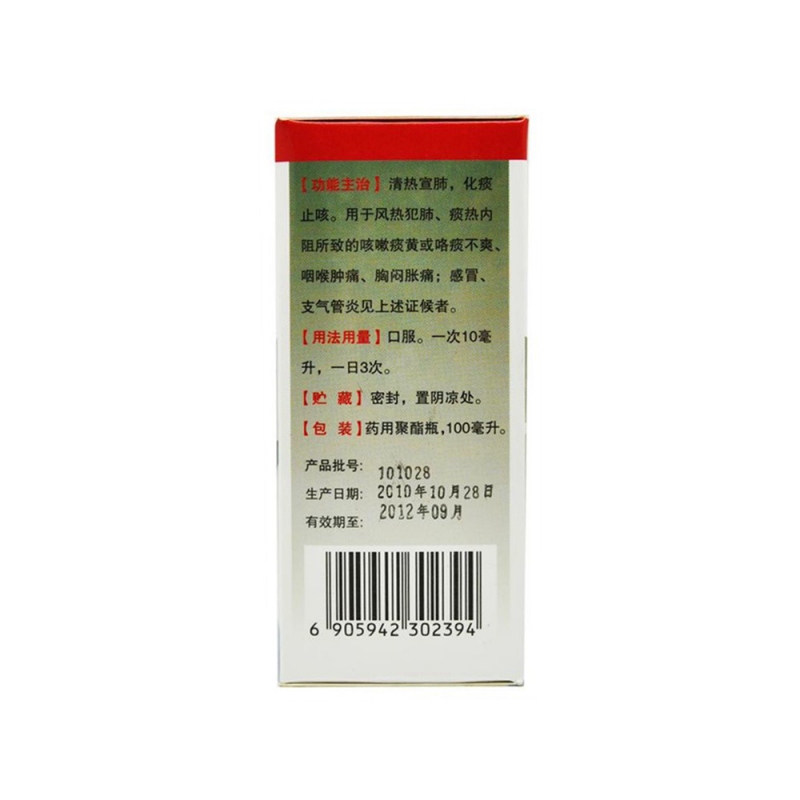 【功能主治】清热宣肺，化痰
止咳。用于风热犯肺、痰热内
阻所致的咳嗽痰黄或咯痰不爽、
咽喉肿痛、胸闷胀痛；感冒、
支气管炎见上述证候者。
【用法用量】口服。一次10毫
升，一日3次。
【贮 藏】密封，置阴凉处。
【包 装】药用聚酯瓶，100毫升。
产品批号: 101028
生产日期: 2010年10月28日
有效期至: 2012年09月
6 905942 302394